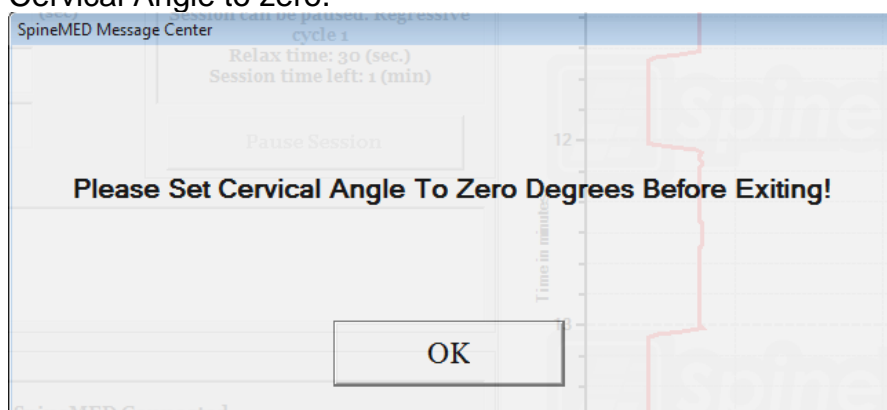 Cervical Angle to zero.
SpineMED Message Center
(sec)
Session can be paused. Regressive
cycle 1
Relax time: 30 (sec.)
Session time left: 1 (min)
Pause Session
12
Please Set Cervical Angle To Zero Degrees Before Exiting!
Time in minutes
13
OK